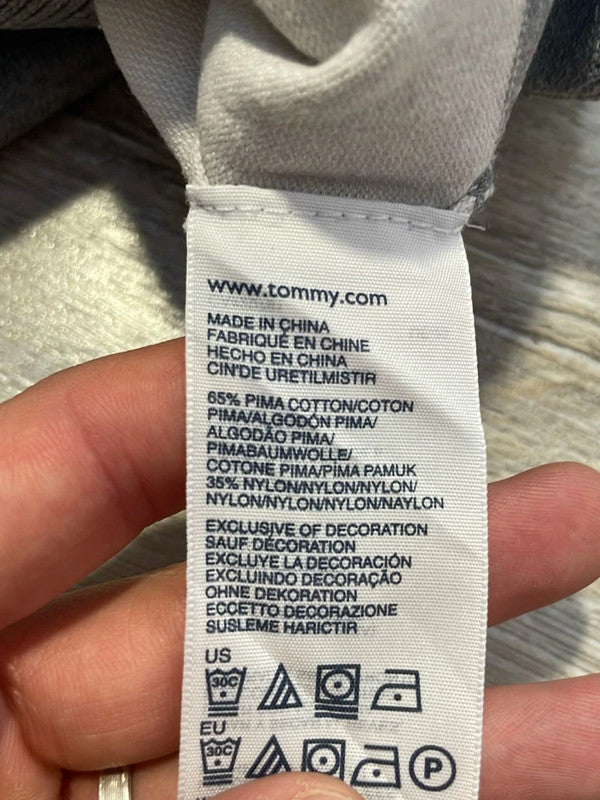 www.tommy.com
MADE IN CHINA
FABRIQUÉ EN CHINE
HECHO EN CHINA
CIN'DE URETILMISTIR
65% PIMA COTTON/COTON
PIMA/ALGODÓN PIMA/
ALGODÃO PIMA/
PIMABAUMWOLLE/
COTONE PIMA/PIMA PAMUK
35% NYLON/NYLON/NYLON/
NYLON/NYLON/NYLON/NAYLON
EXCLUSIVE OF DECORATION
SAUF DÉCORATION
EXCLUYE LA DECORACIÓN
EXCLUINDO DECORAÇÃO
OHNE DEKORATION
ECCETTO DECORAZIONE
SUSLEME HARICTIR
US
30C
EU
30C P